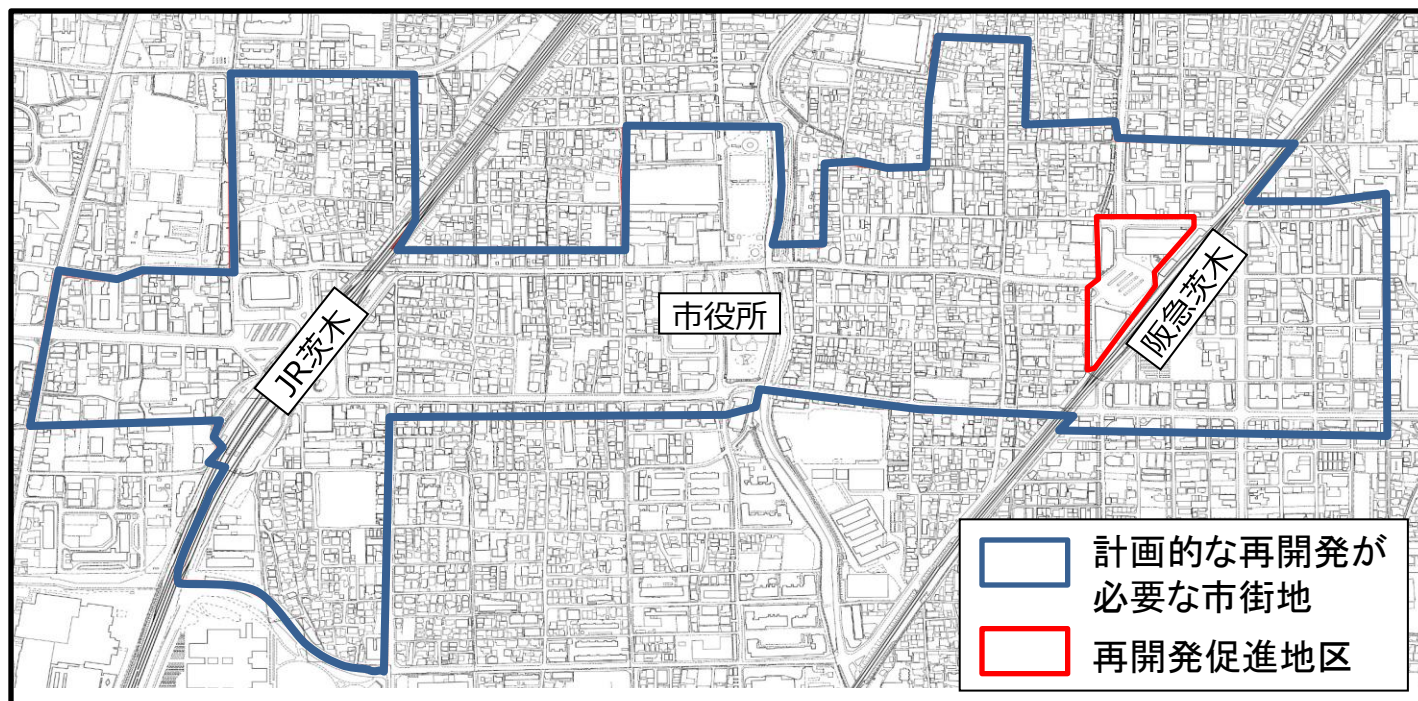 JR茨木
市役所
阪急茨木
計画的な再開発が
必要な市街地
再開発促進地区